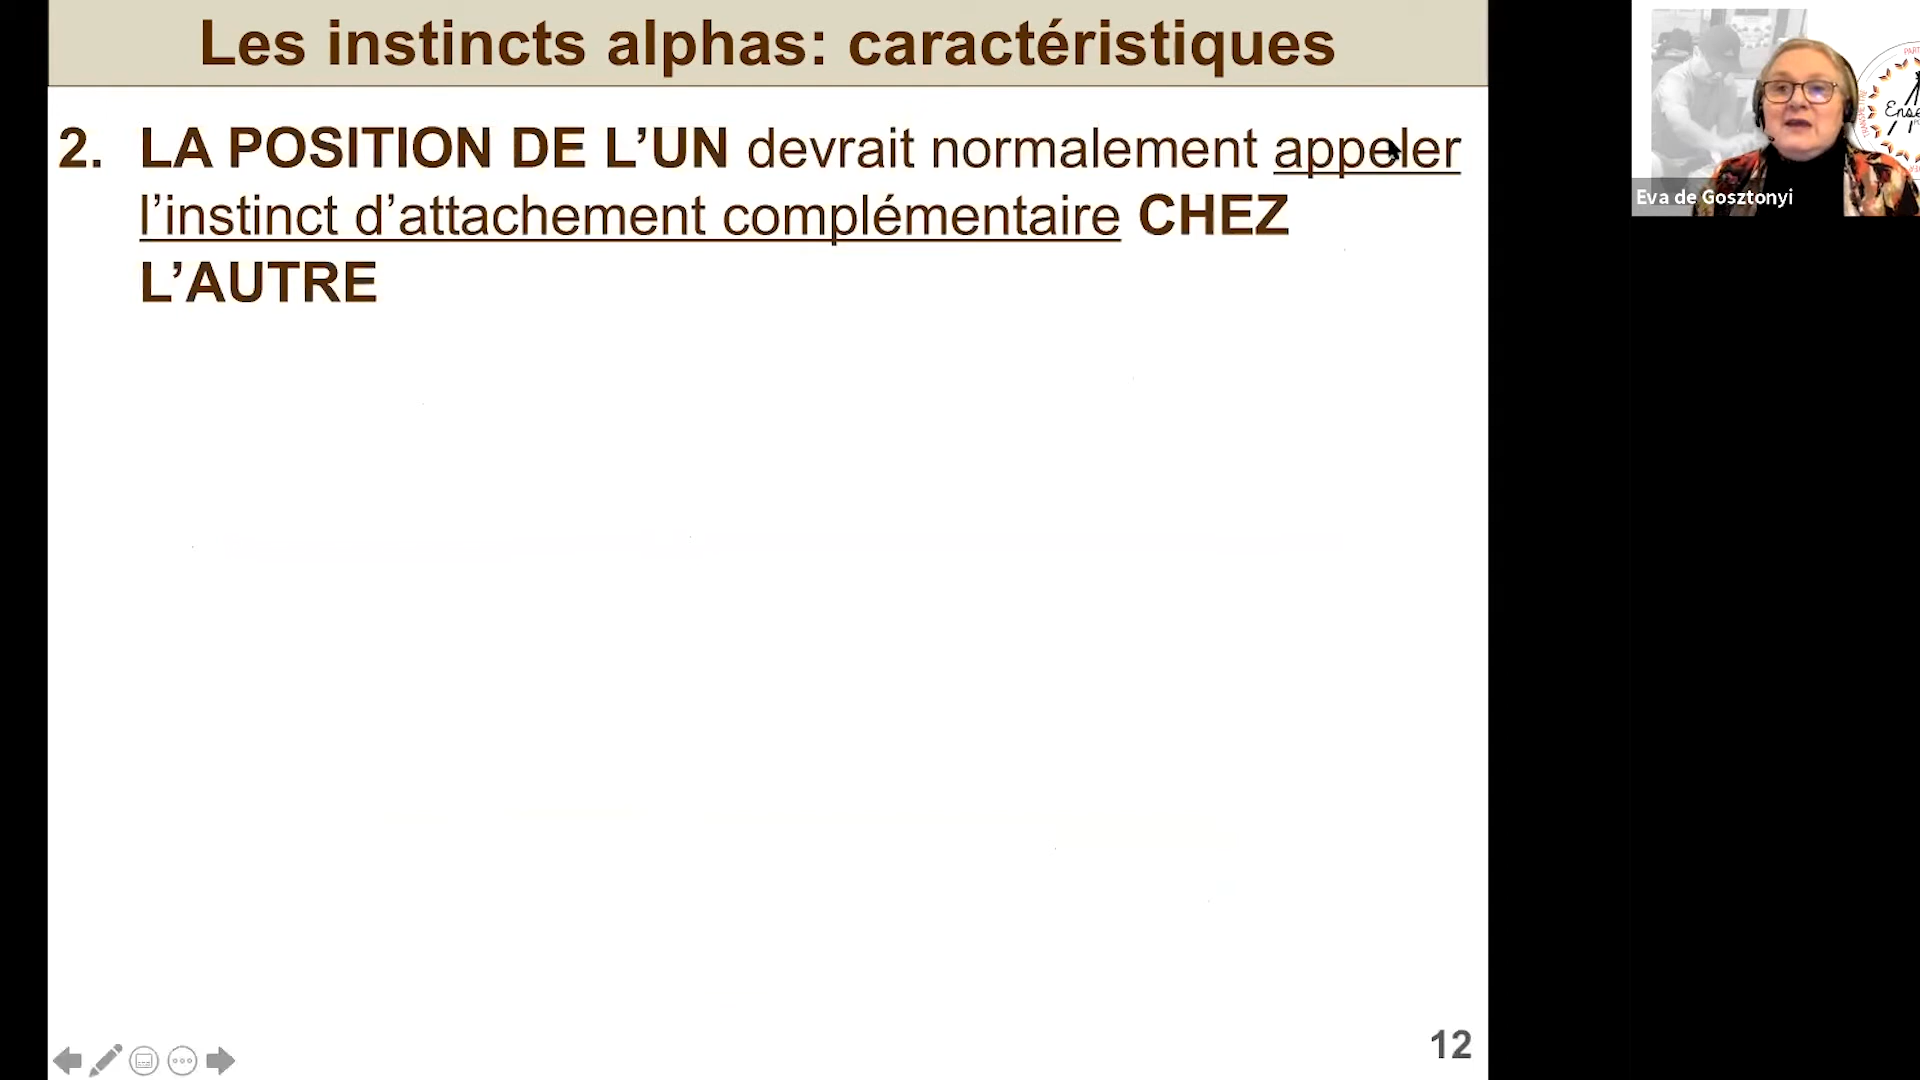 Les instincts alphas: caractéristiques
2. LA POSITION DE L’UN devrait normalement appeler
l’instinct d’attachement complémentaire CHEZ
L’AUTRE
Eva de Gosztonyi
12